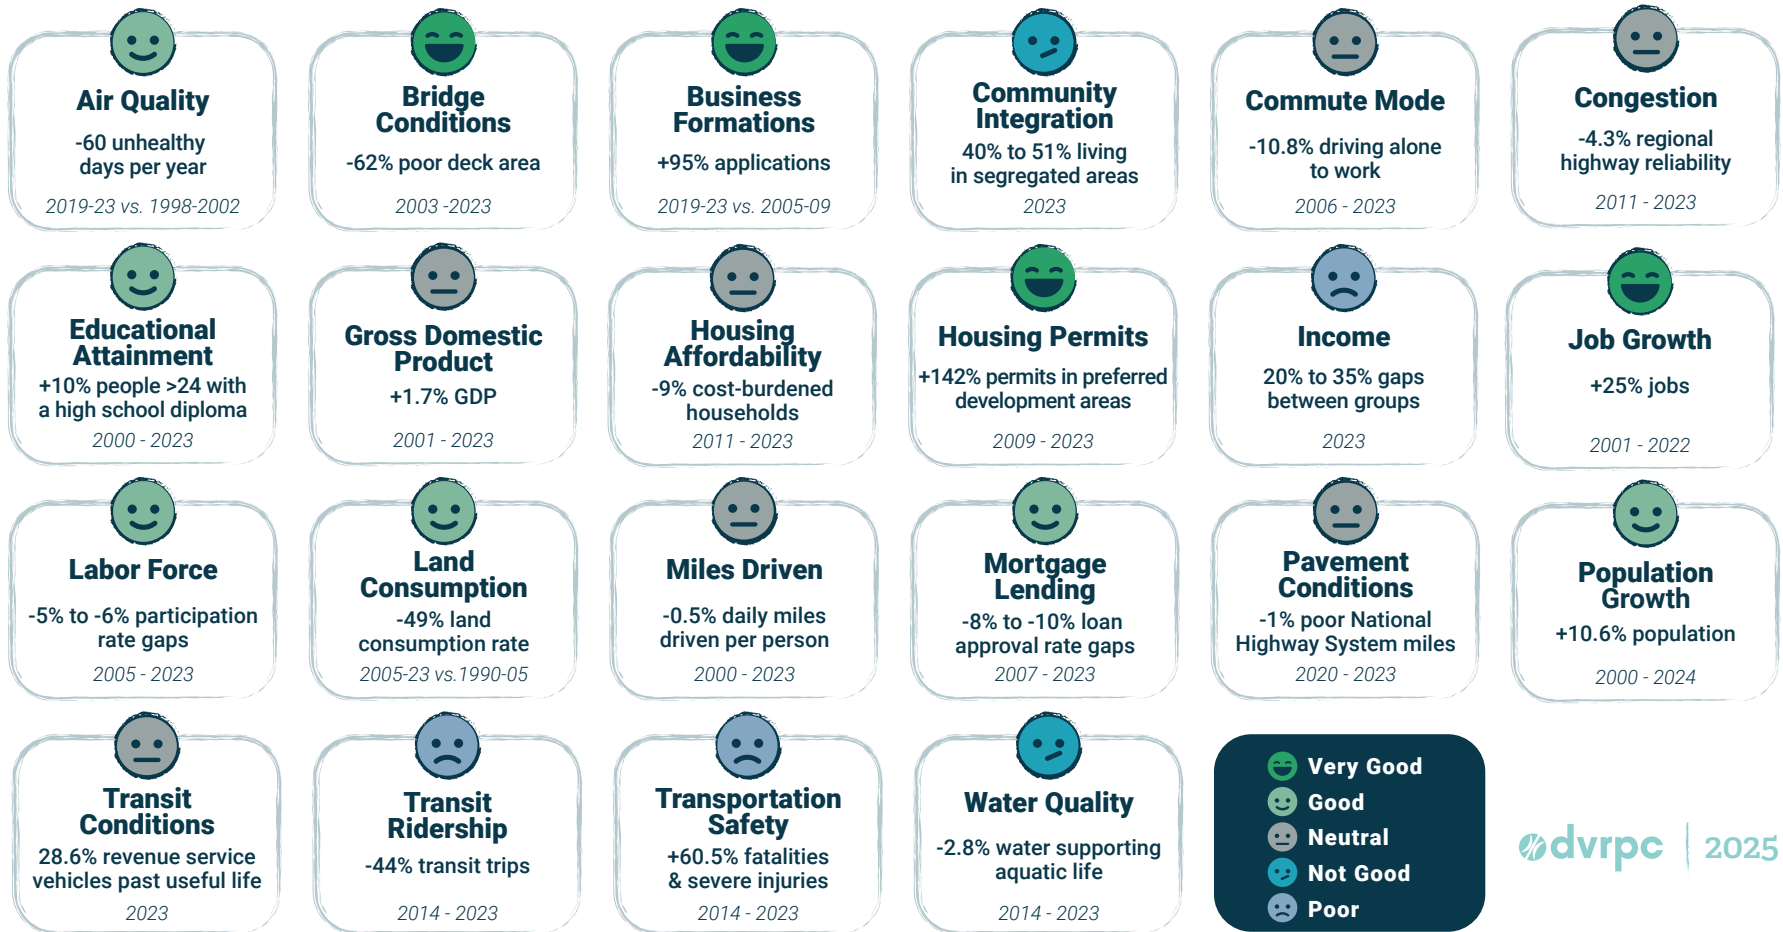 Air Quality
-60 unhealthy
days per year
2019-23 vs. 1998-2002
Bridge
Conditions
-62% poor deck area
2003 -2023
Business
Formations
+95% applications
2019-23 vs. 2005-09
Community
Integration
40% to 51% living
in segregated areas
2023
Commute Mode
-10.8% driving alone
to work
2006 - 2023
Congestion
-4.3% regional
highway reliability
2011 - 2023
Educational
Attainment
+10% people >24 with
a high school diploma
2000 - 2023
Gross Domestic
Product
+1.7% GDP
2001 - 2023
Housing
Affordability
-9% cost-burdened
households
2011 - 2023
Housing Permits
+142% permits in preferred
development areas
2009 - 2023
Income
20% to 35% gaps
between groups
2023
Job Growth
+25% jobs
2001 - 2022
Labor Force
-5% to -6% participation
rate gaps
2005 - 2023
Land
Consumption
-49% land
consumption rate
2005-23 vs.1990-05
Miles Driven
-0.5% daily miles
driven per person
2000 - 2023
Mortgage
Lending
-8% to -10% loan
approval rate gaps
2007 - 2023
Pavement
Conditions
-1% poor National
Highway System miles
2020 - 2023
Population
Growth
+10.6% population
2000 - 2024
Transit
Conditions
28.6% revenue service
vehicles past useful life
2023
Transit
Ridership
-44% transit trips
2014 - 2023
Transportation
Safety
+60.5% fatalities
& severe injuries
2014 - 2023
Water Quality
-2.8% water supporting
aquatic life
2014 - 2023
Very Good
Good
Neutral
Not Good
Poor
dvrpc | 2025